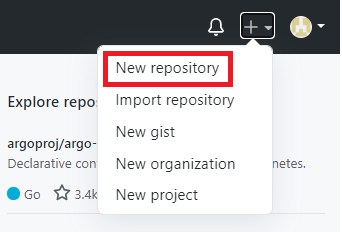 New repository
Explore repos
Import repository
argoproj/argo-
New gist
Declarative con
New organization
netes.
Go
3.4k
New project